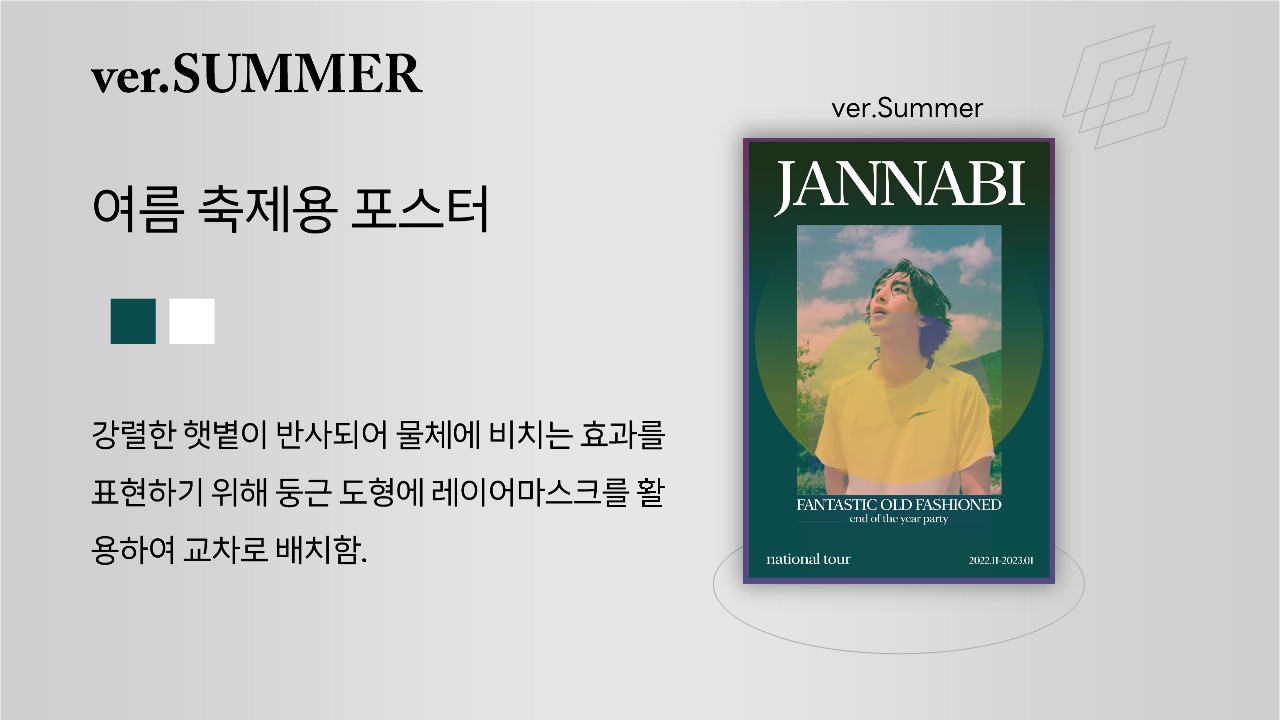 ver.SUMMER
여름 축제용 포스터
강렬한 햇볕이 반사되어 물체에 비치는 효과를
표현하기 위해 둥근 도형에 레이어마스크를 활
용하여 교차로 배치함.
ver.Summer
JANNABI
FANTASTIC OLD FASHIONED
end of the year party
national tour
2022.11-2023.01